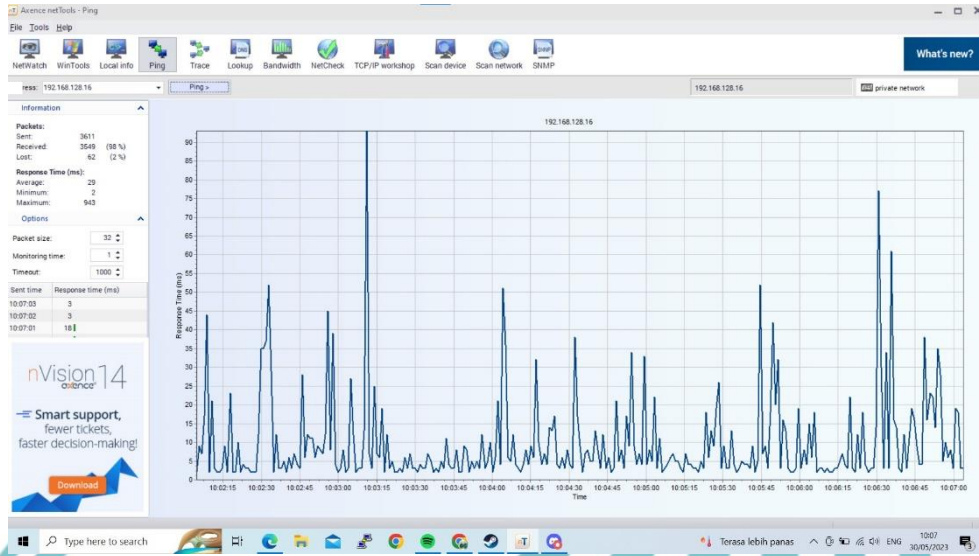 Axence netTools - Ping
File Tools Help
NetWatch WinTools Local info Ping Trace Lookup Bandwidth NetCheck TCP/IP workshop Scan device Scan network SNMP
What's new?
ress: 192.168.128.16 Ping > 192.168.128.16 private network
Information
Packets:
Sent: 3611
Received: 3549 (98 %)
Lost: 62 (2 %)
Response Time (ms):
Average: 29
Minimum: 2
Maximum: 943
Options
Packet size: 32
Monitoring time: 1
Timeout: 1000
Sent time Response time (ms)
10:07:03 3
10:07:02 3
10:07:01 18
nVision 14
axence
Smart support,
fewer tickets,
faster decision-making!
Download
192.168.128.16
90
85
80
75
70
65
60
55
50
45
40
35
30
25
20
15
10
5
0
Response Time (ms)
10:02:15 10:02:30 10:02:45 10:03:00 10:03:15 10:03:30 10:03:45 10:04:00 10:04:15 10:04:30 10:04:45 10:05:00 10:05:15 10:05:30 10:05:45 10:06:00 10:06:15 10:06:30 10:06:45 10:07:00
Time
Type here to search
Terasa lebih panas ENG 10:07
30/05/2023